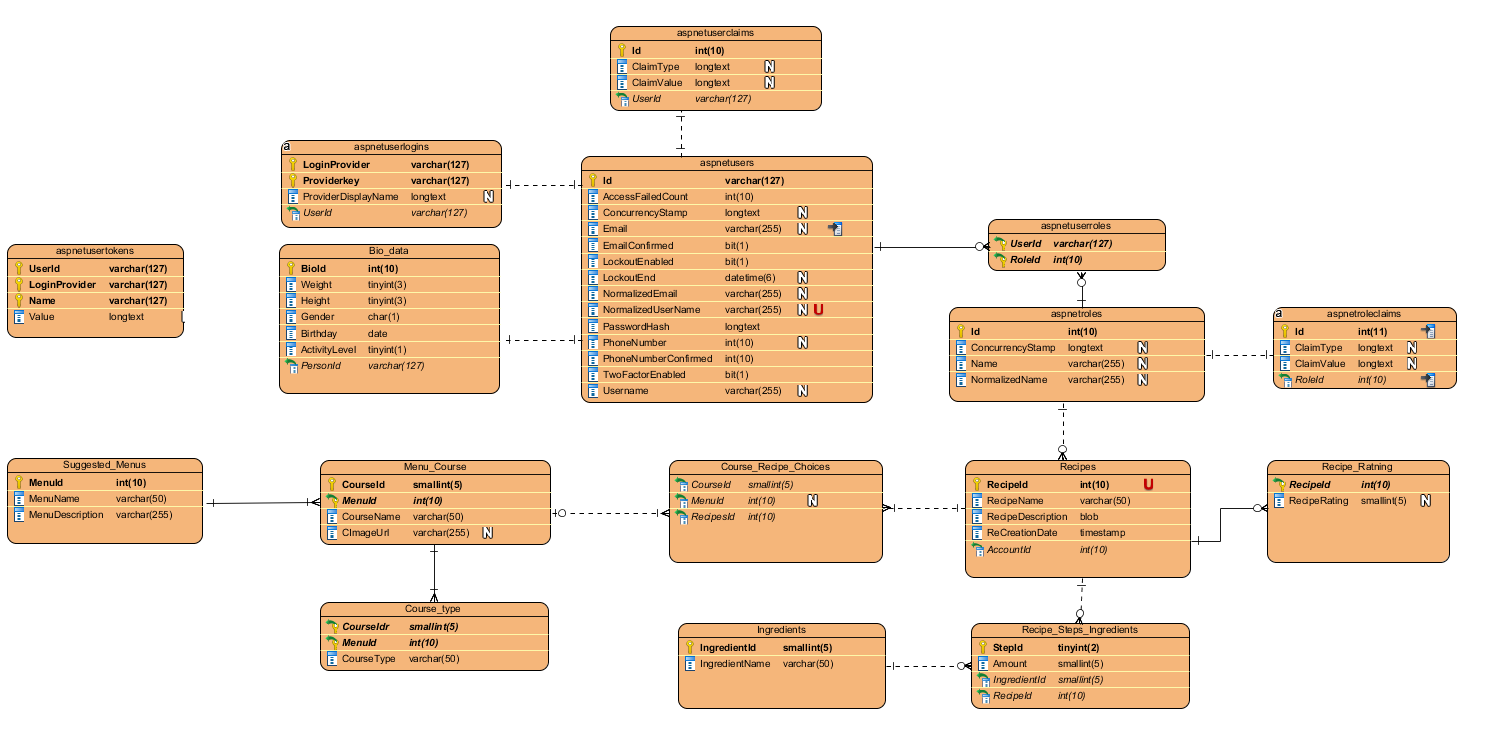 aspnetuserclaims
Id int(10)
ClaimType longtext N
ClaimValue longtext N
UserId varchar(127)
a aspnetuserlogins
LoginProvider varchar(127)
Providerkey varchar(127)
ProviderDisplayName longtext N
UserId varchar(127)
aspnetusers
Id varchar(127)
AccessFailedCount int(10)
ConcurrencyStamp longtext N
Email varchar(255) N
EmailConfirmed bit(1)
LockoutEnabled bit(1)
LockoutEnd datetime(6) N
NormalizedEmail varchar(255) N
NormalizedUserName varchar(255) N U
PasswordHash longtext
PhoneNumber int(10) N
PhoneNumberConfirmed int(10)
TwoFactorEnabled bit(1)
Username varchar(255) N
aspnetuserroles
UserId varchar(127)
RoleId int(10)
aspnetusertokens
UserId varchar(127)
LoginProvider varchar(127)
Name varchar(127)
Value longtext
Bio_data
BioId int(10)
Weight tinyint(3)
Height tinyint(3)
Gender char(1)
Birthday date
ActivityLevel tinyint(1)
PersonId varchar(127)
aspnetroles
Id int(10)
ConcurrencyStamp longtext N
Name varchar(255) N
NormalizedName varchar(255) N
a aspnetroleclaims
Id int(11)
ClaimType longtext N
ClaimValue longtext N
RoleId int(10)
Suggested_Menus
MenuId int(10)
MenuName varchar(50)
MenuDescription varchar(255)
Menu_Course
CourseId smallint(5)
MenuId int(10)
CourseName varchar(50)
CImageUrl varchar(255) N
Course_Recipe_Choices
CourseId smallint(5)
MenuId int(10) N
RecipesId int(10)
Recipes
RecipeId int(10) U
RecipeName varchar(50)
RecipeDescription blob
ReCreationDate timestamp
AccountId int(10)
Recipe_Ratning
RecipeId int(10)
RecipeRating smallint(5) N
Course_type
CourseIdr smallint(5)
MenuId int(10)
CourseType varchar(50)
Ingredients
IngredientId smallint(5)
IngredientName varchar(50)
Recipe_Steps_Ingredients
StepId tinyint(2)
Amount smallint(5)
IngredientId smallint(5)
RecipeId int(10)